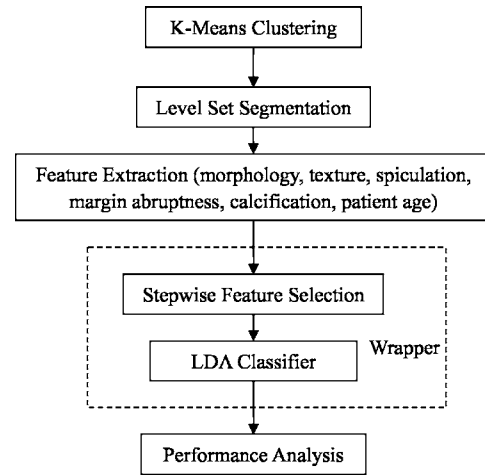 K-Means Clustering
Level Set Segmentation
Feature Extraction (morphology, texture, spiculation,
margin abruptness, calcification, patient age)
Stepwise Feature Selection
LDA Classifier
Wrapper
Performance Analysis